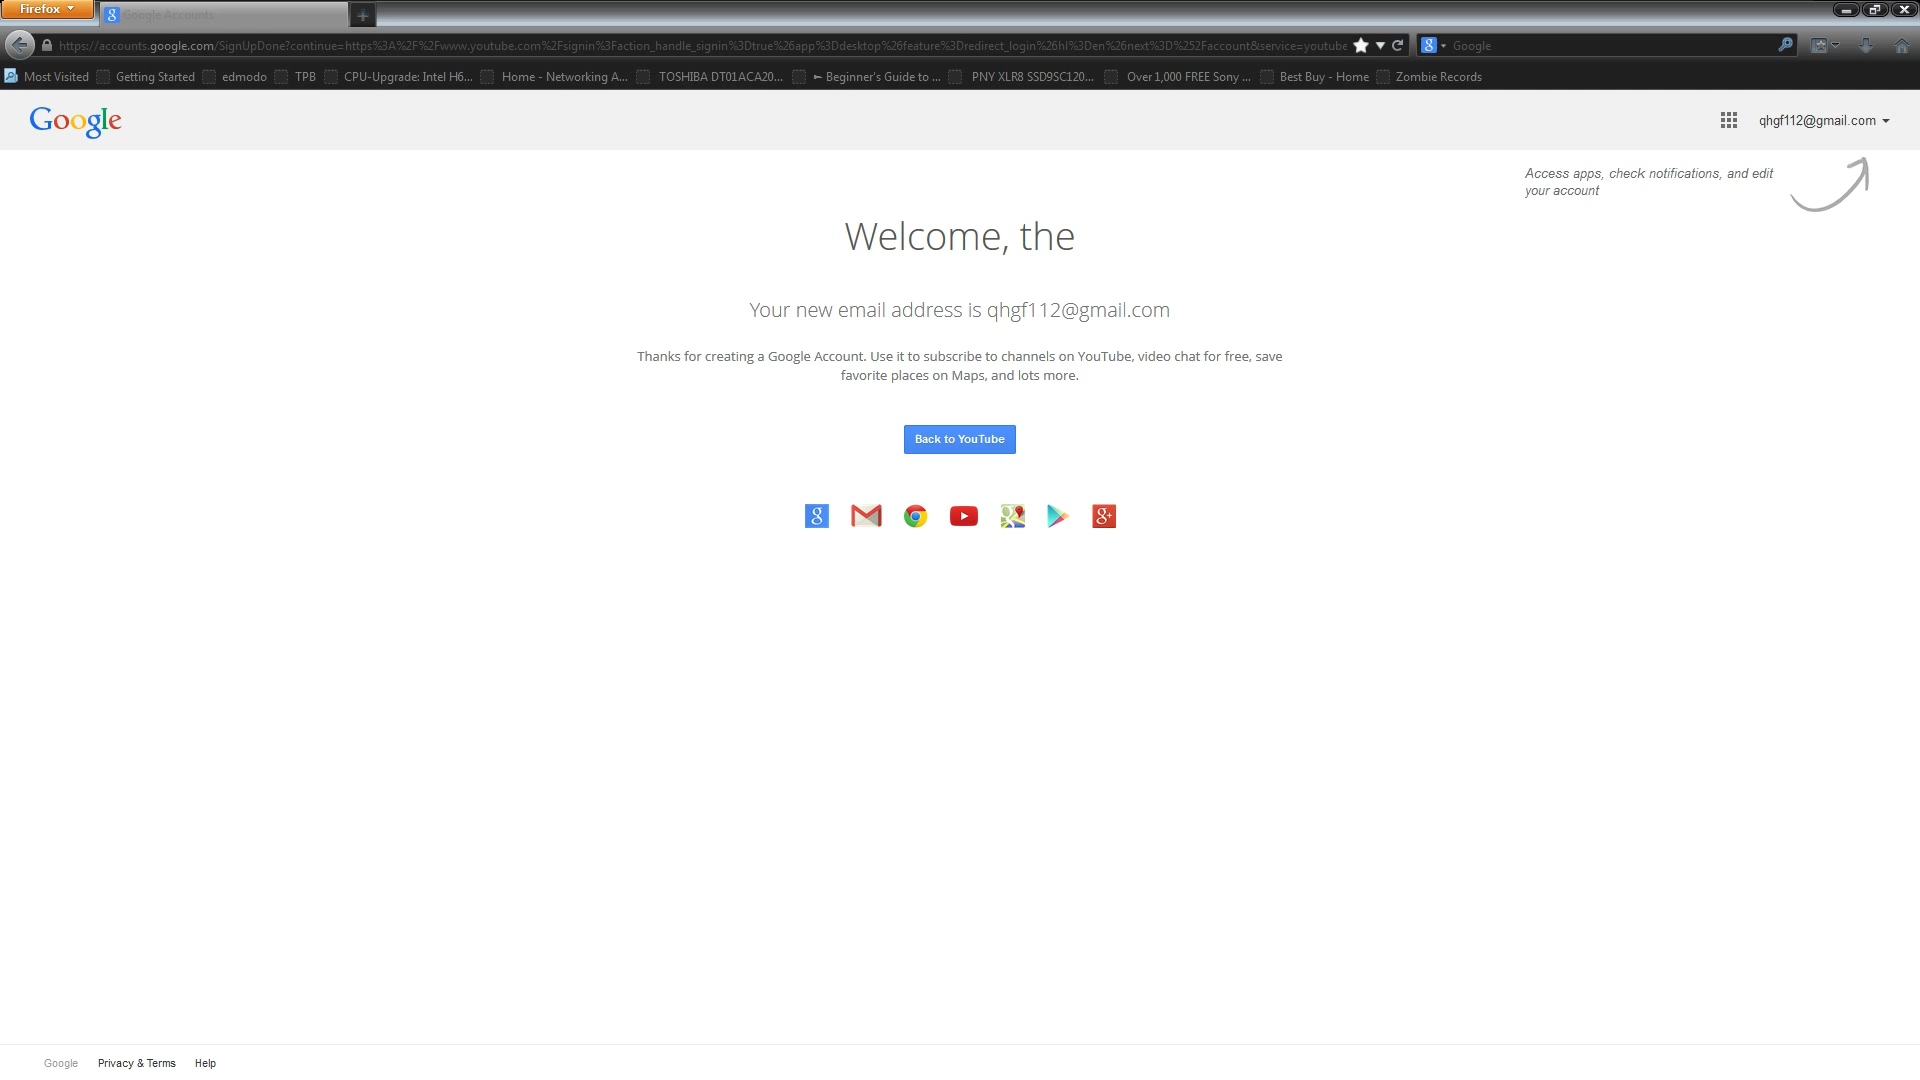 Firefox
Google Accounts
https://accounts.google.com/SignUpDone?continue=https%3A%2F%2Fwww.youtube.com%2Fsignin%3Faction_handle_signin%3Dtrue%26app%3Ddesktop%26feature%3Dredirect_login%26hl%3Den%26next%3D%252Faccount&service=youtube
Google
Most Visited Getting Started edmodo TPB CPU-Upgrade: Intel H6... Home - Networking A... TOSHIBA DT01ACA20... ► Beginner's Guide to ... PNY XLR8 SSD9SC120... Over 1,000 FREE Sony ... Best Buy - Home Zombie Records
Google
qhgf112@gmail.com
Access apps, check notifications, and edit
your account
Welcome, the
Your new email address is qhgf112@gmail.com
Thanks for creating a Google Account. Use it to subscribe to channels on YouTube, video chat for free, save
favorite places on Maps, and lots more.
Back to YouTube
Google Privacy & Terms Help